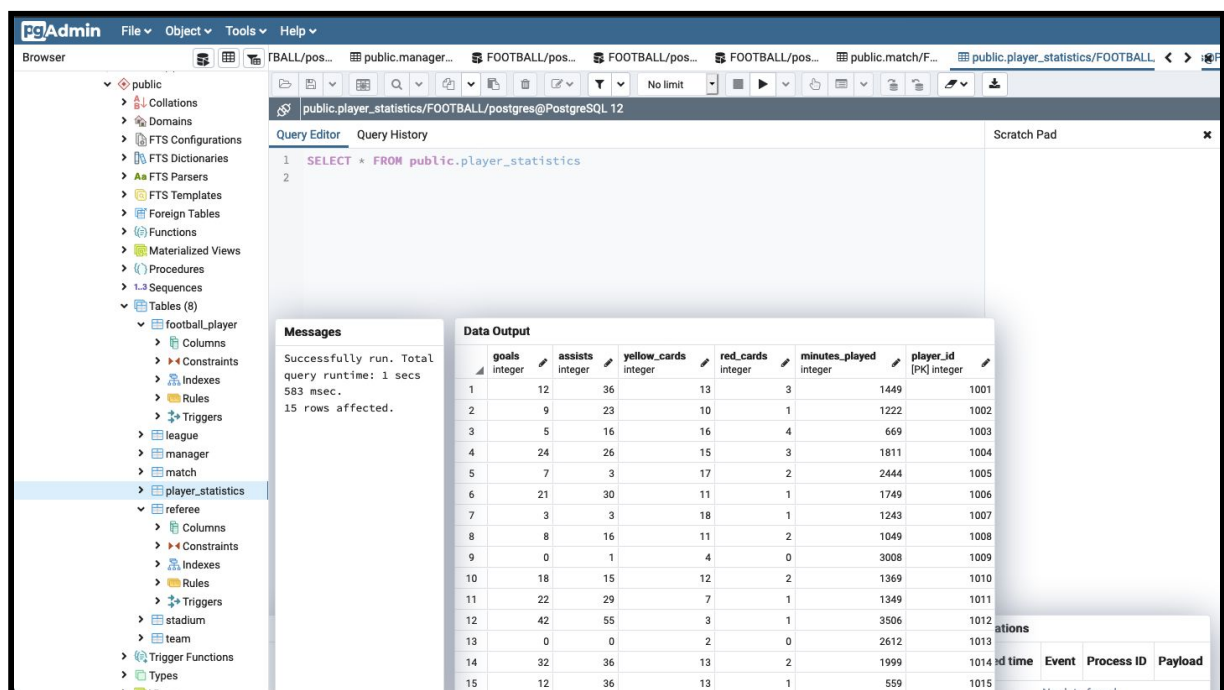 pgAdmin File Object Tools Help
Browser
TBALL/pos... public.manager... FOOTBALL/pos... FOOTBALL/pos... FOOTBALL/pos... public.match/F... public.player_statistics/FOOTBALL
public
Collations
Domains
FTS Configurations
FTS Dictionaries
FTS Parsers
FTS Templates
Foreign Tables
Functions
Materialized Views
Procedures
1..3 Sequences
Tables (8)
football_player
Columns
Constraints
Indexes
Rules
Triggers
league
manager
match
player_statistics
referee
Columns
Constraints
Indexes
Rules
Triggers
stadium
team
Trigger Functions
Types
No limit
public.player_statistics/FOOTBALL/postgres@PostgreSQL 12
Query Editor Query History
Scratch Pad
1 SELECT * FROM public.player_statistics
2
Messages
Successfully run. Total
query runtime: 1 secs
583 msec.
15 rows affected.
Data Output
goals assists yellow_cards red_cards minutes_played player_id
integer integer integer integer integer [PK] integer
1 12 36 13 3 1449 1001
2 9 23 10 1 1222 1002
3 5 16 16 4 669 1003
4 24 26 15 3 1811 1004
5 7 3 17 2 2444 1005
6 21 30 11 1 1749 1006
7 3 3 18 1 1243 1007
8 8 16 11 2 1049 1008
9 0 1 4 0 3008 1009
10 18 15 12 2 1369 1010
11 22 29 7 1 1349 1011
12 42 55 3 1 3506 1012
13 0 0 2 0 2612 1013
14 32 36 13 2 1999 1014
15 12 36 13 1 559 1015
ations
ed time Event Process ID Payload